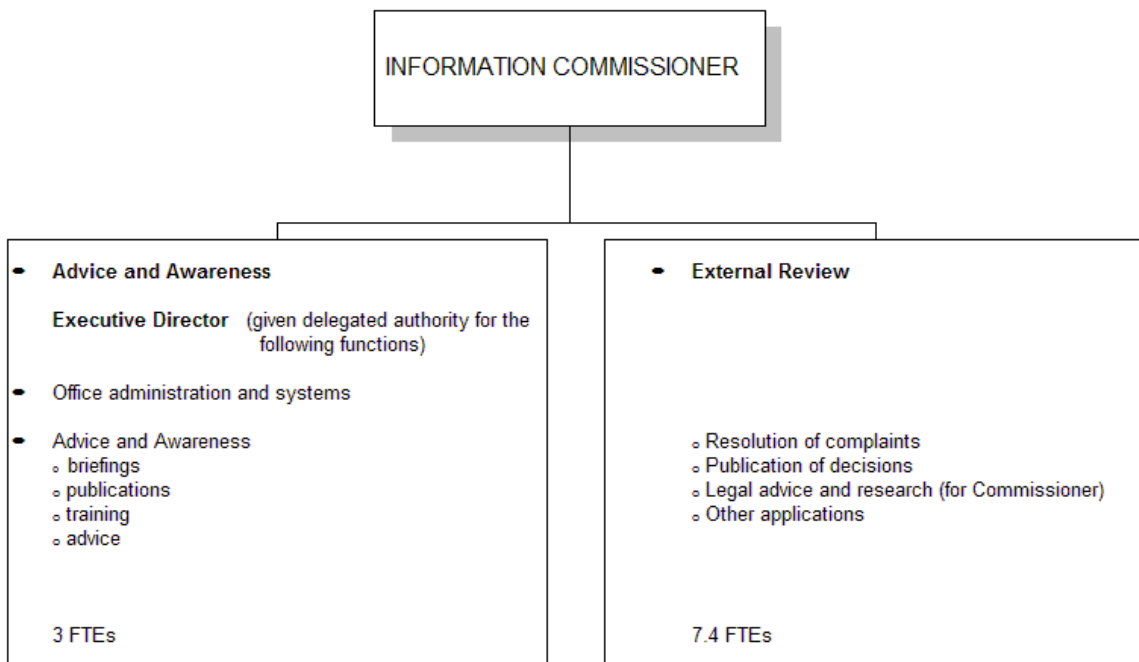 INFORMATION COMMISSIONER
Advice and Awareness
Executive Director (given delegated authority for the
following functions)
Office administration and systems
Advice and Awareness
briefings
publications
training
advice
3 FTEs
External Review
Resolution of complaints
Publication of decisions
Legal advice and research (for Commissioner)
Other applications
7.4 FTEs